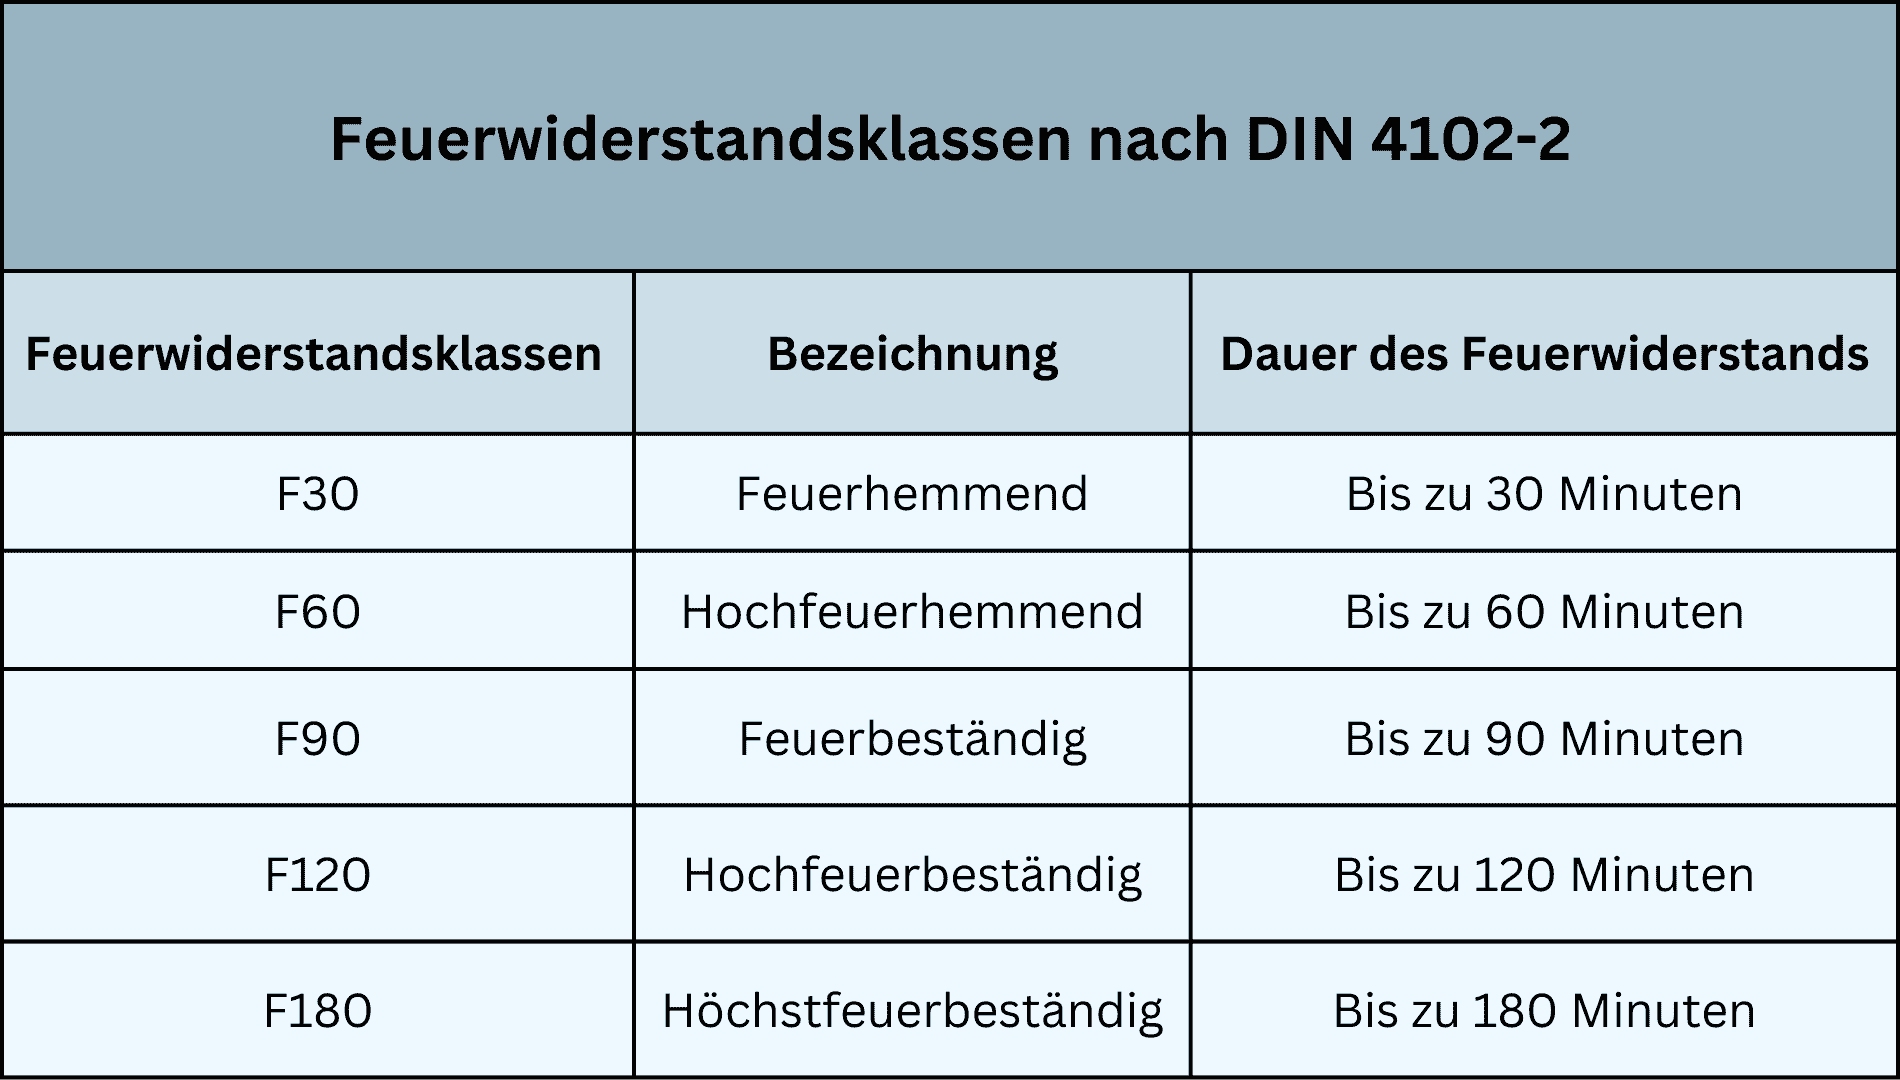 Feuerwiderstandsklassen nach DIN 4102-2
Feuerwiderstandsklassen Bezeichnung Dauer des Feuerwiderstands
F30 Feuerhemmend Bis zu 30 Minuten
F60 Hochfeuerhemmend Bis zu 60 Minuten
F90 Feuerbeständig Bis zu 90 Minuten
F120 Hochfeuerbeständig Bis zu 120 Minuten
F180 Höchstfeuerbeständig Bis zu 180 Minuten